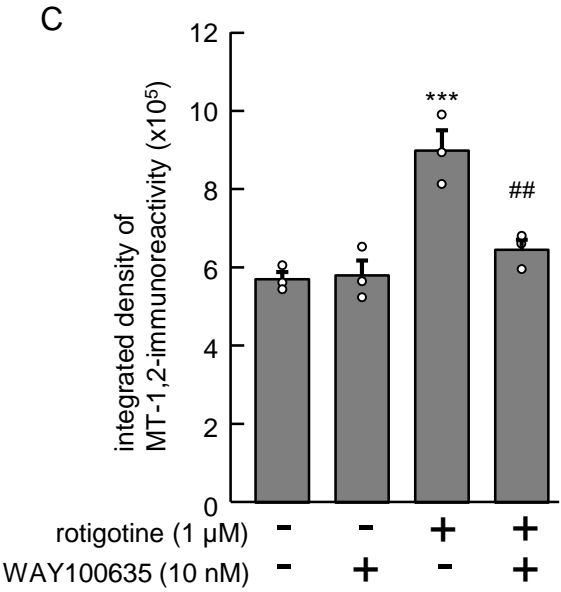 C
integrated density of
MT-1,2-immunoreactivity (x10⁵)
12
10
8
6
4
2
0
***
##
rotigotine (1 µM) - - + +
WAY100635 (10 nM) - + - +